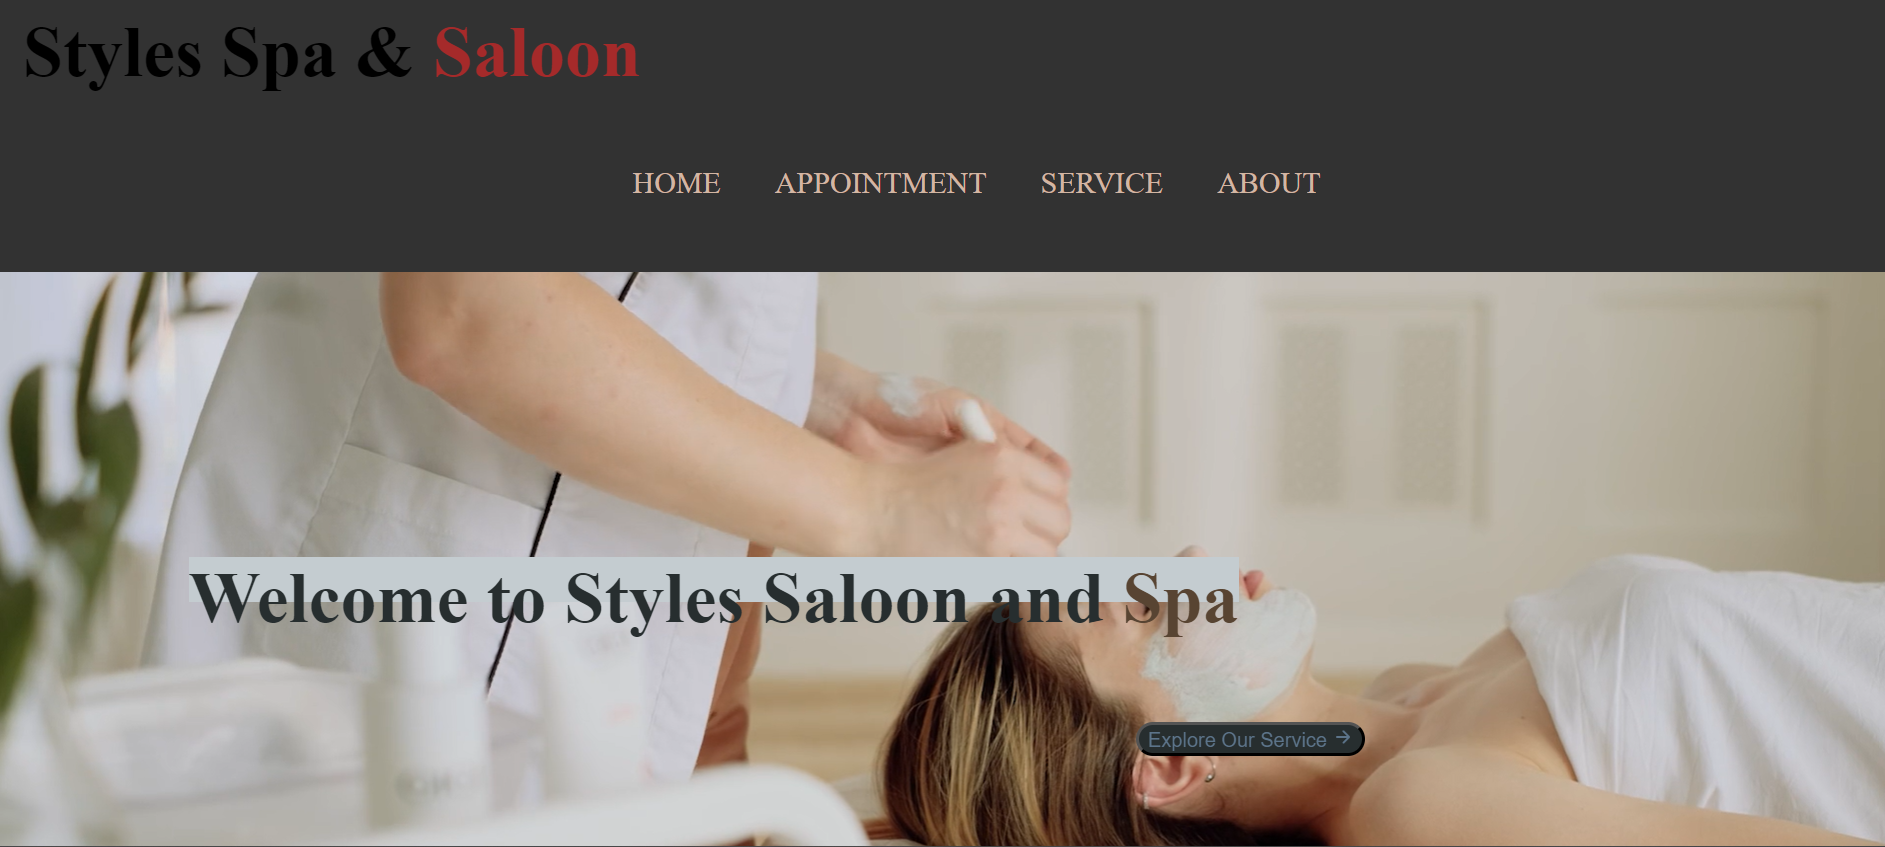 Styles Spa & Saloon
HOME APPOINTMENT SERVICE ABOUT
Welcome to Styles Saloon and Spa
Explore Our Service →